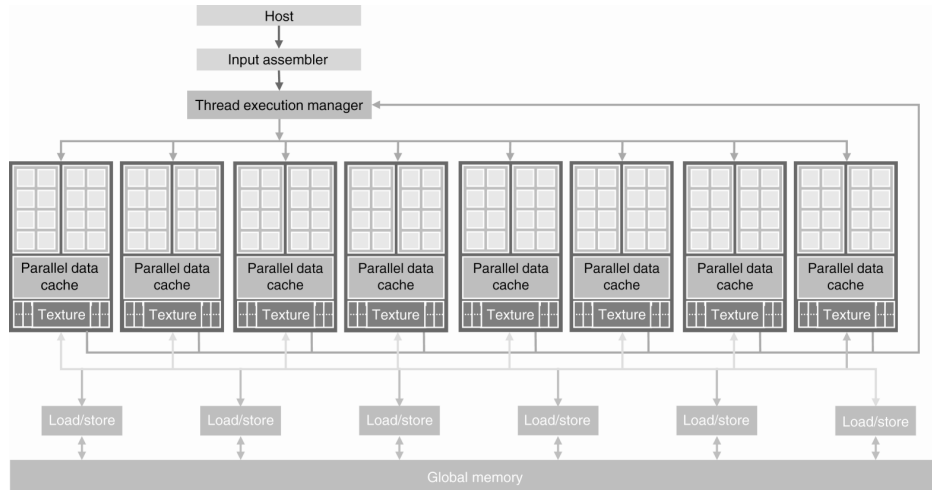 Host
Input assembler
Thread execution manager
Parallel data
cache
Parallel data
cache
Parallel data
cache
Parallel data
cache
Parallel data
cache
Parallel data
cache
Parallel data
cache
Parallel data
cache
Texture
Texture
Texture
Texture
Texture
Texture
Texture
Texture
Load/store
Load/store
Load/store
Load/store
Load/store
Load/store
Global memory